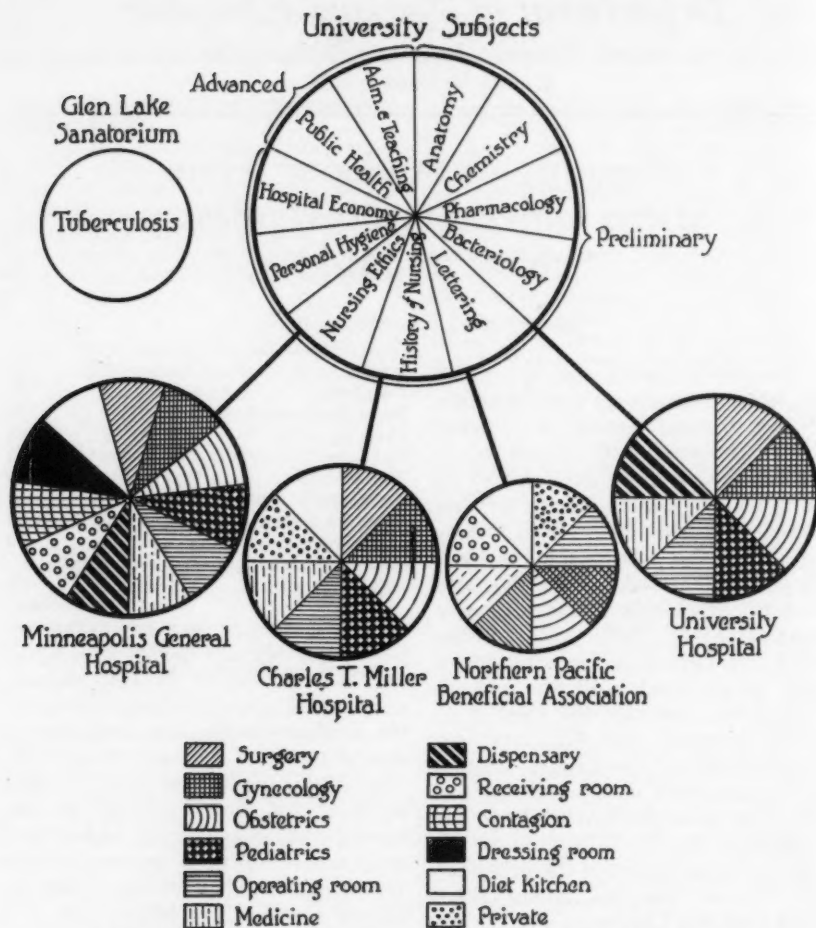 University Subjects
Advanced
Glen Lake
Sanatorium
Tuberculosis
Adm. & Teaching
Anatomy
Public Health
Chemistry
Hospital Economy
Pharmacology
Personal Hygiene
Bacteriology
Preliminary
Nursing Ethics
History of Nursing
Lettering
Minneapolis General
Hospital
Charles T. Miller
Hospital
Northern Pacific
Beneficial Association
University
Hospital
Surgery
Gynecology
Obstetrics
Pediatrics
Operating room
Medicine
Dispensary
Receiving room
Contagion
Dressing room
Diet kitchen
Private